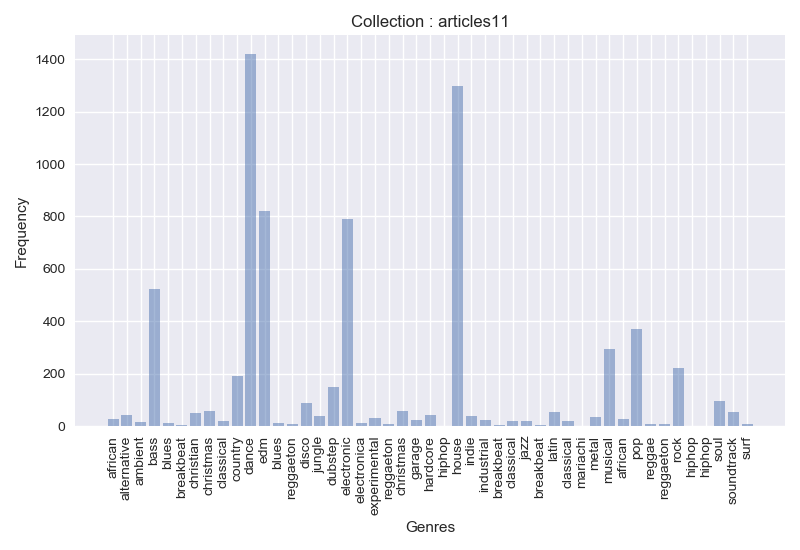 Collection : articles11
1400
1200
1000
800
600
400
200
0
Frequency
african
alternative
ambient
bass
blues
breakbeat
christian
christmas
classical
country
dance
edm
blues
reggaeton
disco
jungle
dubstep
electronic
electronica
experimental
reggaeton
christmas
garage
hardcore
hiphop
house
indie
industrial
breakbeat
classical
jazz
breakbeat
latin
classical
mariachi
metal
musical
african
pop
reggae
reggaeton
rock
hiphop
hiphop
soul
soundtrack
surf
Genres